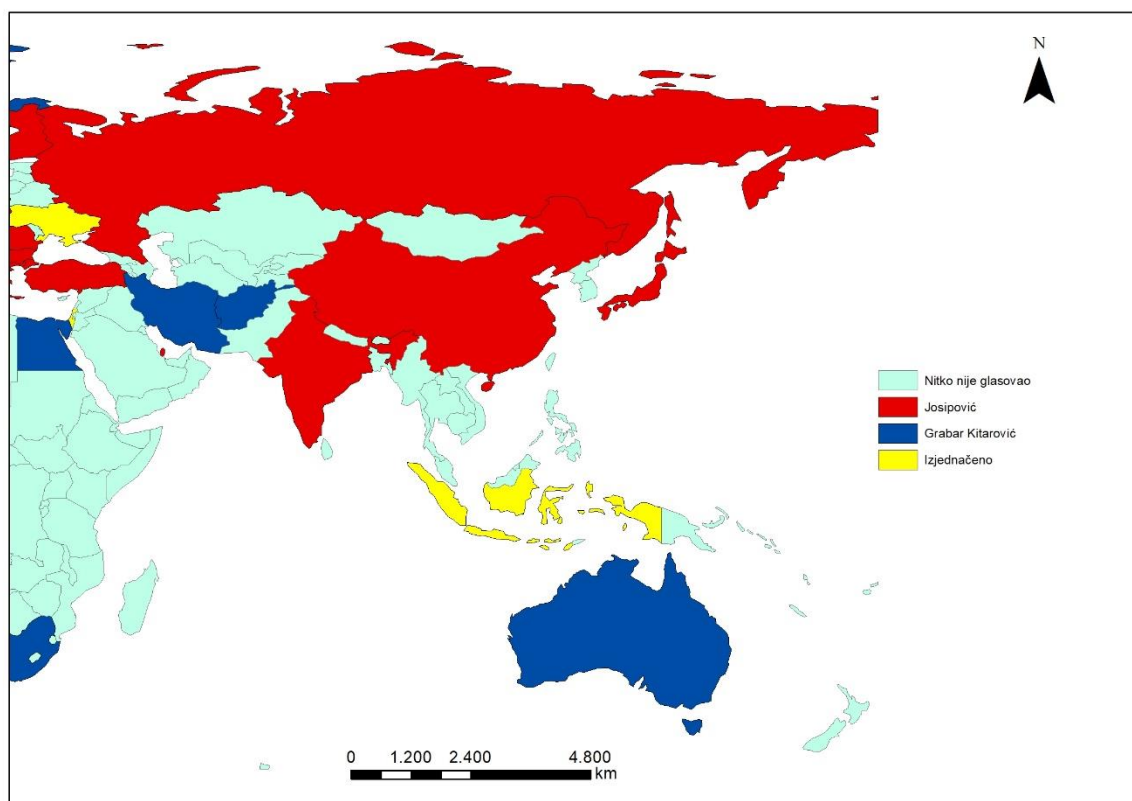 N
Nitko nije glasovao
Josipović
Grabar Kitarović
Izjednačeno
0 1.200 2.400 4.800
km